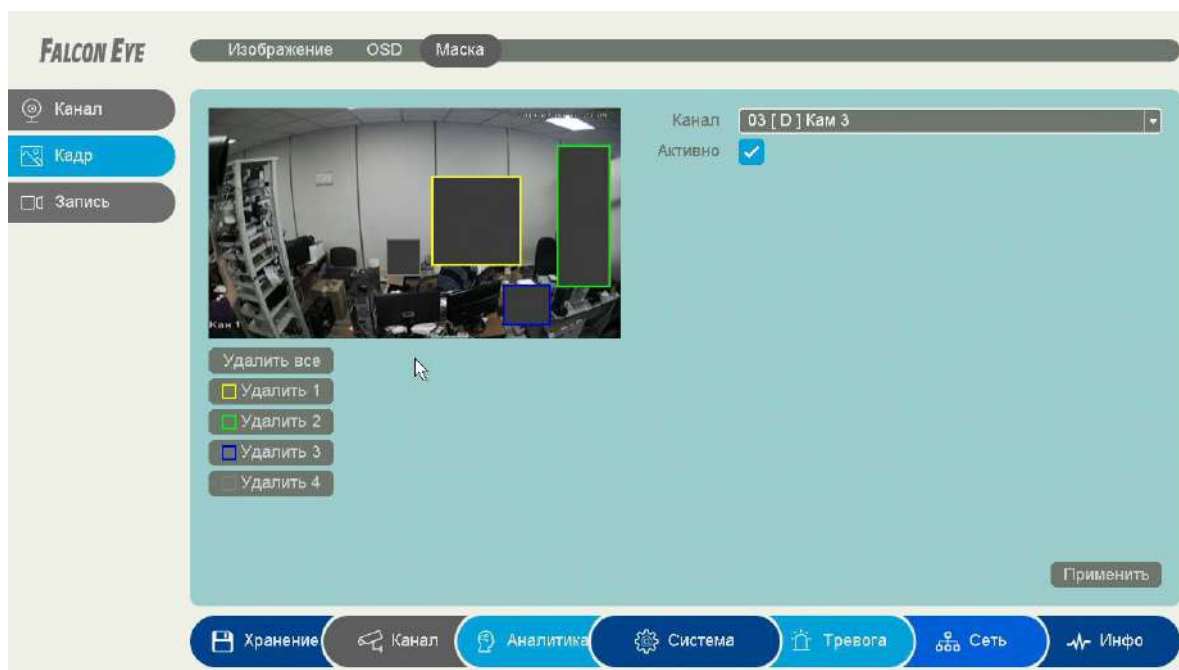 FALCON EYE
Изображение OSD Маска
Канал
Кадр
Запись
Канал 03 [ D ] Кам 3
Активно
Кам 1
Удалить все
Удалить 1
Удалить 2
Удалить 3
Удалить 4
Применить
Хранение Канал Аналитика Система Тревога Сеть Инфо